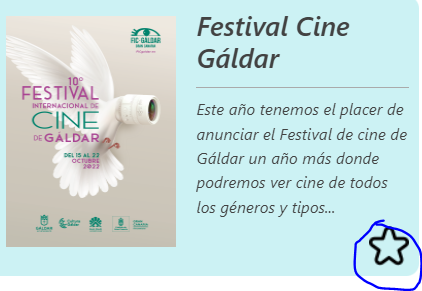 FIC-GÁLDAR
GRAN CANARIA
10º
FESTIVAL
INTERNACIONAL DE
CINE
DE GÁLDAR
DEL 15 AL 22
OCTUBRE
2022
GÁLDAR
Festival Cine
Gáldar
Este año tenemos el placer de
anunciar el Festival de cine de
Gáldar un año más donde
podremos ver cine de todos
los géneros y tipos...